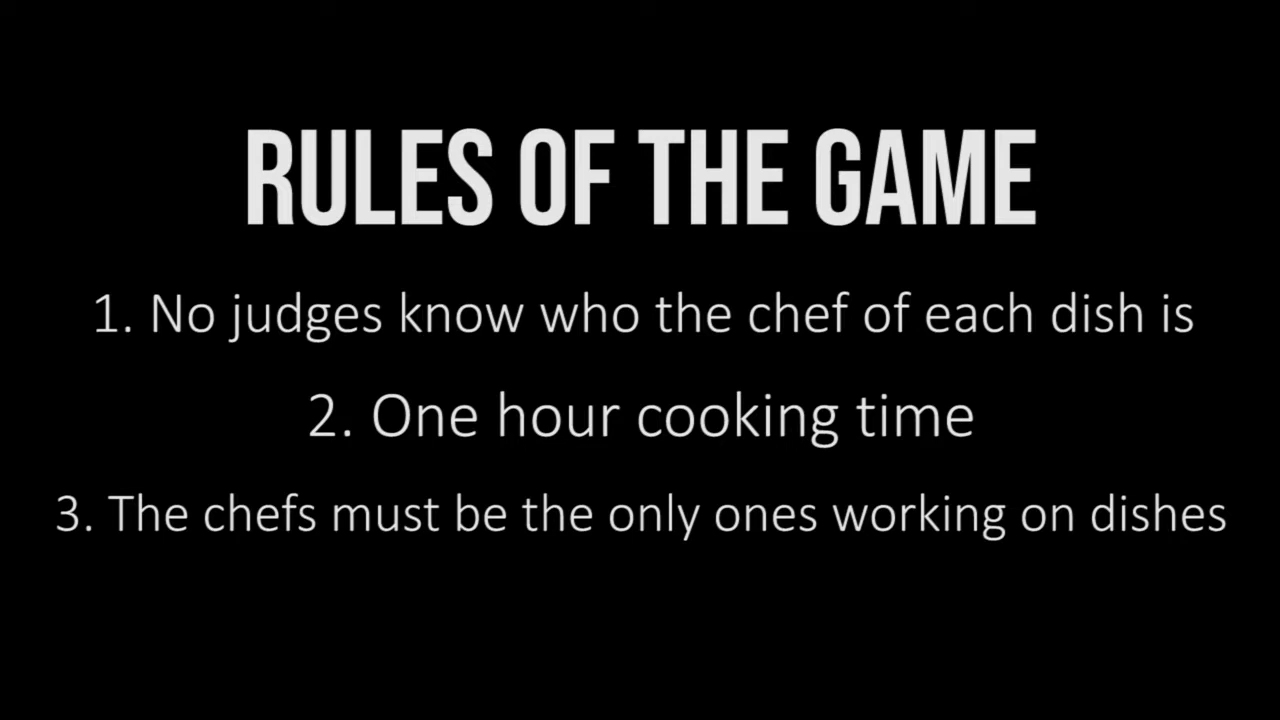 RULES OF THE GAME
1. No judges know who the chef of each dish is
2. One hour cooking time
3. The chefs must be the only ones working on dishes